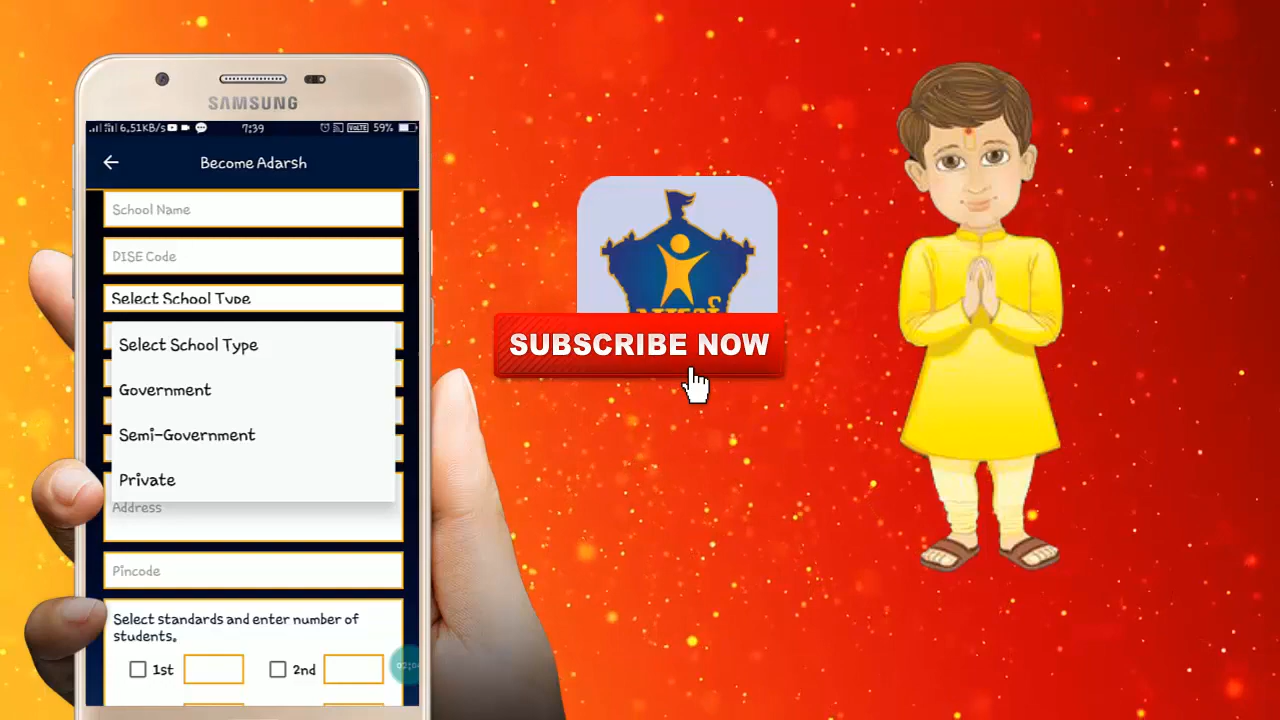 SAMSUNG
6.51KB/s
7:39
VoLTE
59%
Become Adarsh
School Name
DISE Code
Select School Type
Select School Type
Government
Semi-Government
Private
Address
Pincode
Select standards and enter number of
students.
1st
2nd
SUBSCRIBE NOW